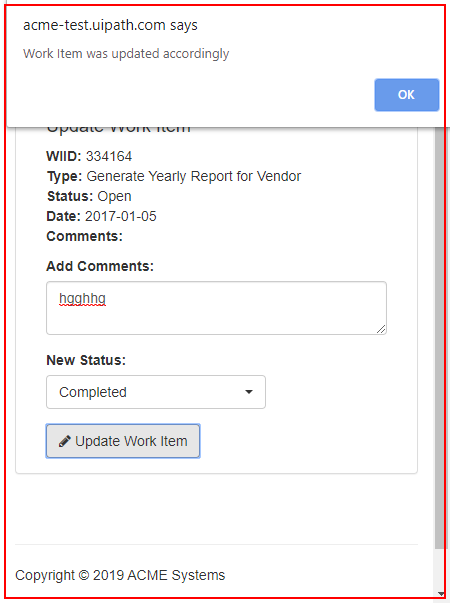 acme-test.uipath.com says
Work Item was updated accordingly
OK
Update Work Item
WIID: 334164
Type: Generate Yearly Report for Vendor
Status: Open
Date: 2017-01-05
Comments:
Add Comments:
hgghhg
New Status:
Completed
Update Work Item
Copyright © 2019 ACME Systems